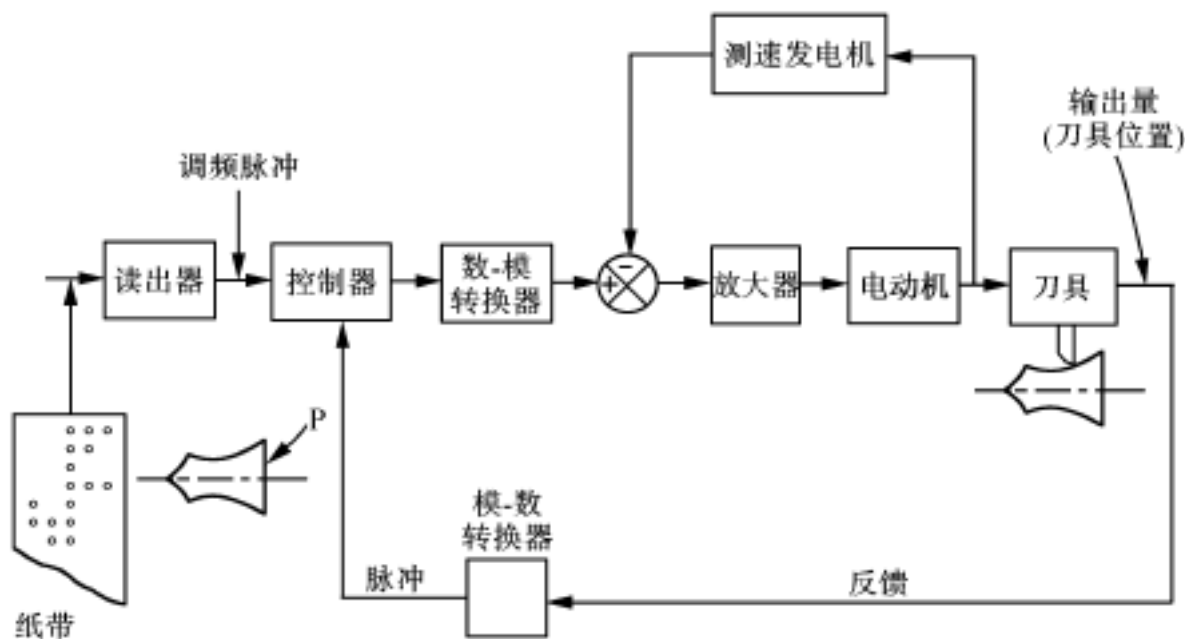 测速发电机
输出量
(刀具位置)
调频脉冲
读出器
控制器
数-模
转换器
+
−
放大器
电动机
刀具
P
模-数
转换器
脉冲
反馈
纸带